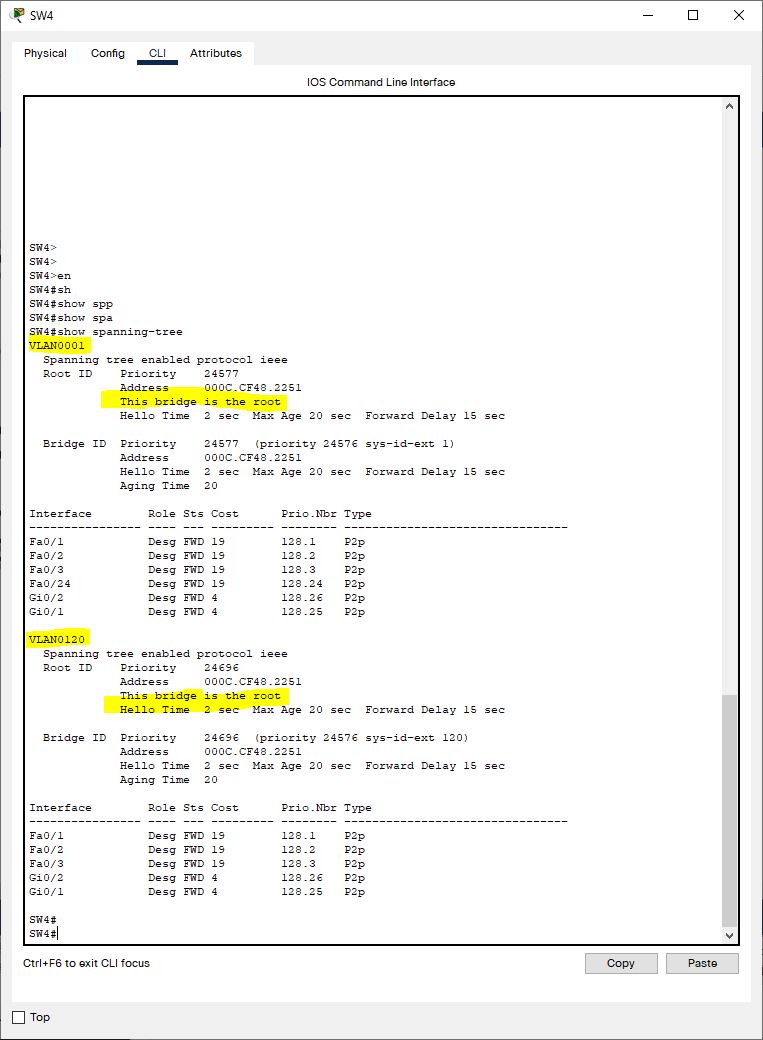 SW4
Physical Config CLI Attributes
IOS Command Line Interface
SW4>
SW4>
SW4>en
SW4#sh
SW4#show spp
SW4#show spa
SW4#show spanning-tree
VLAN0001
  Spanning tree enabled protocol ieee
  Root ID    Priority    24577
             Address     000C.CF48.2251
             This bridge is the root
             Hello Time  2 sec  Max Age 20 sec  Forward Delay 15 sec
  Bridge ID  Priority    24577  (priority 24576 sys-id-ext 1)
             Address     000C.CF48.2251
             Hello Time  2 sec  Max Age 20 sec  Forward Delay 15 sec
             Aging Time  20
Interface        Role Sts Cost      Prio.Nbr Type
---------------- ---- --- --------- -------- --------------------------------
Fa0/1            Desg FWD 19        128.1    P2p
Fa0/2            Desg FWD 19        128.2    P2p
Fa0/3            Desg FWD 19        128.3    P2p
Fa0/24           Desg FWD 19        128.24   P2p
Gi0/2            Desg FWD 4         128.26   P2p
Gi0/1            Desg FWD 4         128.25   P2p
VLAN0120
  Spanning tree enabled protocol ieee
  Root ID    Priority    24696
             Address     000C.CF48.2251
             This bridge is the root
             Hello Time  2 sec  Max Age 20 sec  Forward Delay 15 sec
  Bridge ID  Priority    24696  (priority 24576 sys-id-ext 120)
             Address     000C.CF48.2251
             Hello Time  2 sec  Max Age 20 sec  Forward Delay 15 sec
             Aging Time  20
Interface        Role Sts Cost      Prio.Nbr Type
---------------- ---- --- --------- -------- --------------------------------
Fa0/1            Desg FWD 19        128.1    P2p
Fa0/2            Desg FWD 19        128.2    P2p
Fa0/3            Desg FWD 19        128.3    P2p
Gi0/2            Desg FWD 4         128.26   P2p
Gi0/1            Desg FWD 4         128.25   P2p
SW4#
SW4#
Ctrl+F6 to exit CLI focus
Copy Paste
Top